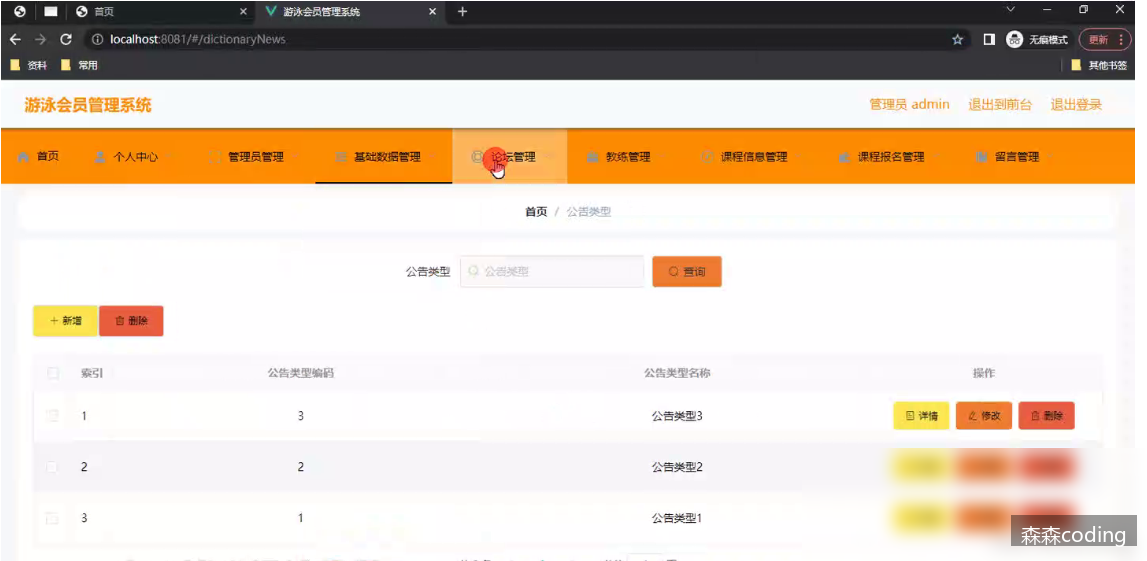 首页 游泳会员管理系统
localhost:8081/#/dictionaryNews 无痕模式 更新
资料 常用 其他书签
游泳会员管理系统 管理员 admin 退出到前台 退出登录
首页 个人中心 管理员管理 基础数据管理 论坛管理 教练管理 课程信息管理 课程报名管理 留言管理
首页 / 公告类型
公告类型 公告类型 查询
+ 新增 删除
索引 公告类型编码 公告类型名称 操作
1 3 公告类型3 详情 修改 删除
2 2 公告类型2
3 1 公告类型1
森森coding